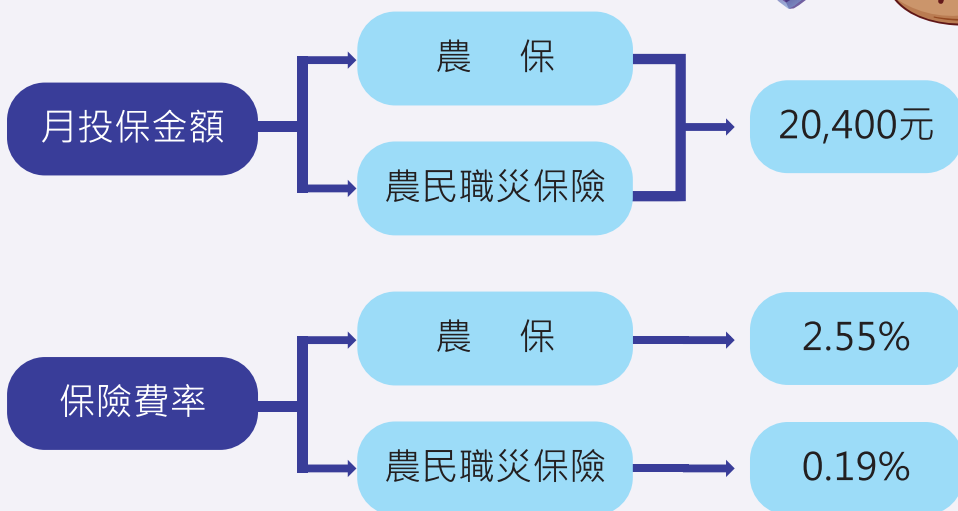 月投保金額
農 保
農民職災保險
20,400元
保險費率
農 保
2.55%
農民職災保險
0.19%